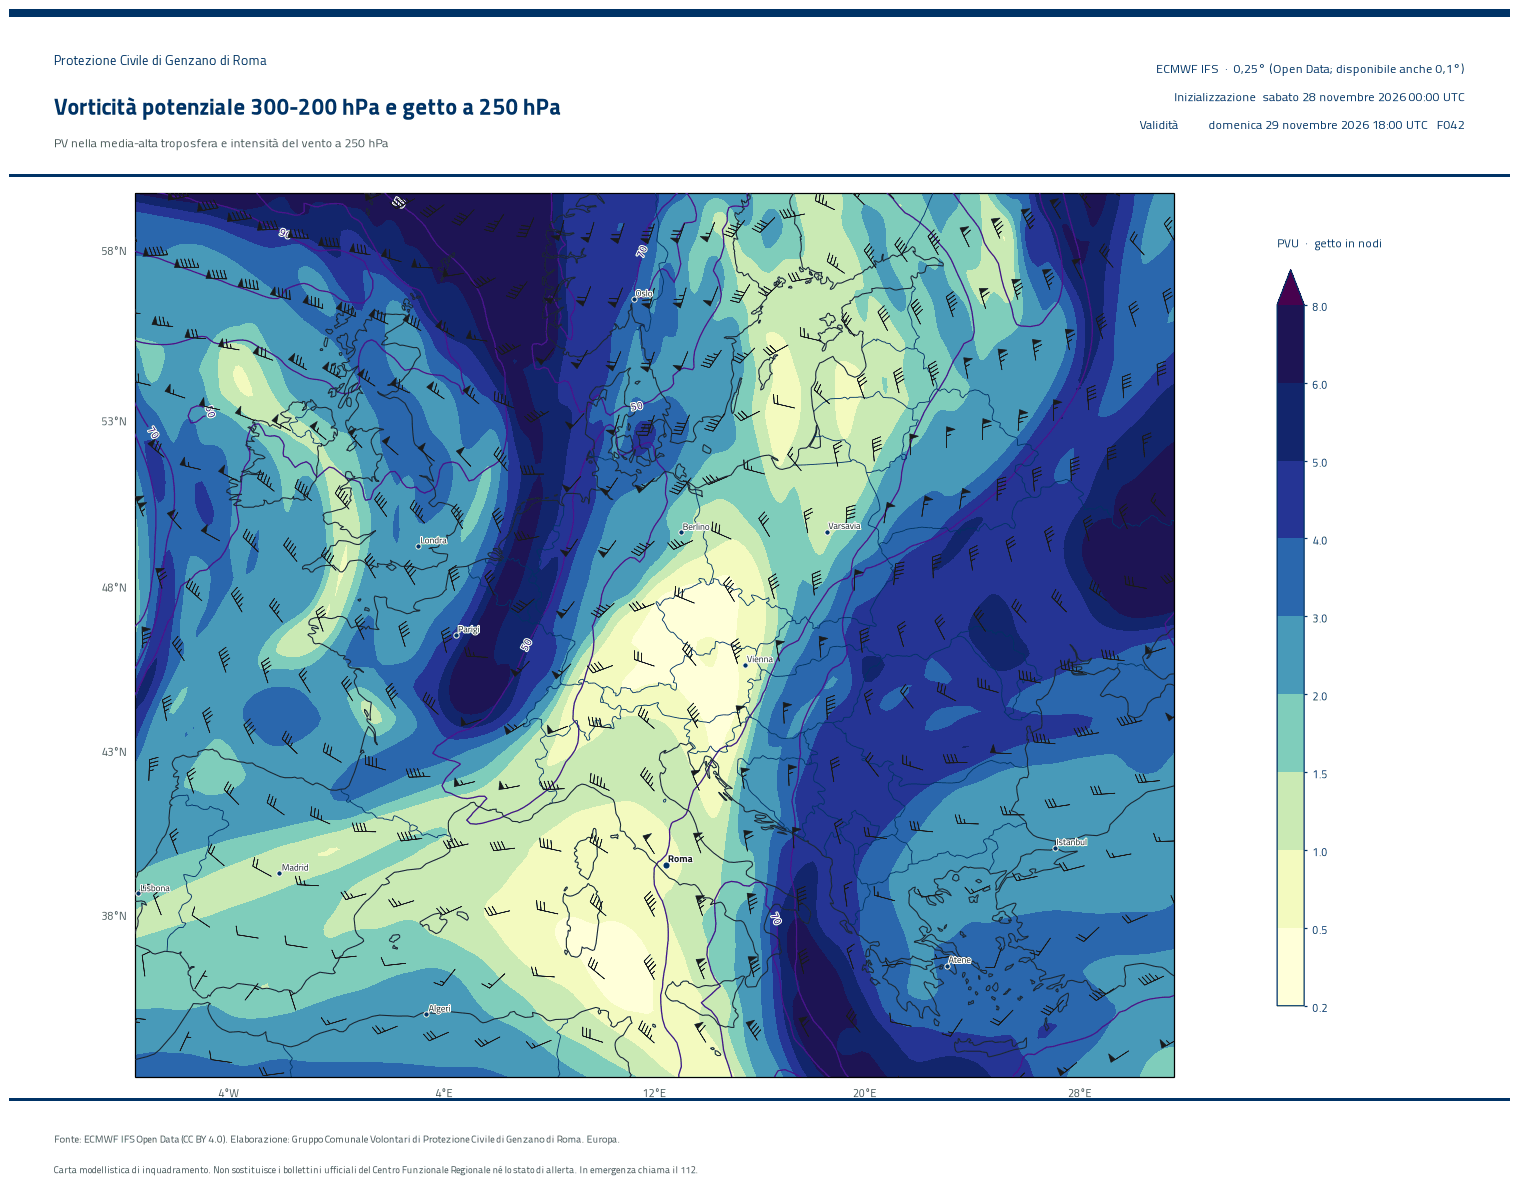 Protezione Civile di Genzano di Roma
Vorticità potenziale 300-200 hPa e getto a 250 hPa
PV nella media-alta troposfera e intensità del vento a 250 hPa
ECMWF IFS · 0,25° (Open Data; disponibile anche 0,1°)
Inizializzazione sabato 28 novembre 2026 00:00 UTC
Validità domenica 29 novembre 2026 18:00 UTC F042
PVU · getto in nodi
8.0
6.0
5.0
4.0
3.0
2.0
1.5
1.0
0.5
0.2
58°N
53°N
48°N
43°N
38°N
4°W
4°E
12°E
20°E
28°E
70
Oslo
50
70
Berlino
Varsavia
Londra
Parigi
50
Vienna
Roma
Madrid
Lisbona
Istanbul
70
Atene
Algeri
Fonte: ECMWF IFS Open Data (CC BY 4.0). Elaborazione: Gruppo Comunale Volontari di Protezione Civile di Genzano di Roma. Europa.
Carta modellistica di inquadramento. Non sostituisce i bollettini ufficiali del Centro Funzionale Regionale né lo stato di allerta. In emergenza chiama il 112.